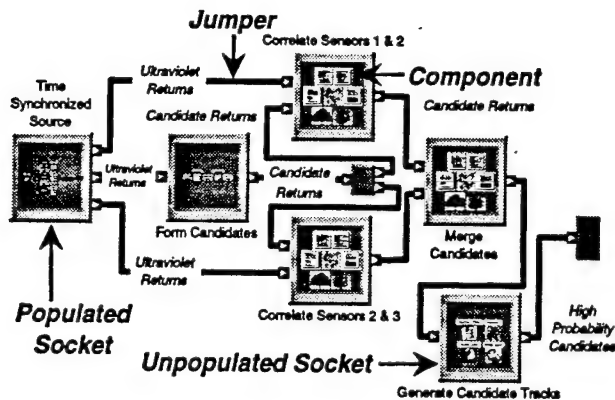 Jumper
Correlate Sensors 1 & 2
Time
Synchronized
Source
Ultraviolet
Returns
Component
Candidate Returns
Candidate Returns
Ultraviolet
Returns
Candidate
Returns
Form Candidates
Merge
Candidates
Ultraviolet
Returns
Populated
Socket
Correlate Sensors 2 & 3
High
Probability
Candidates
Unpopulated Socket
Generate Candidate Tracks